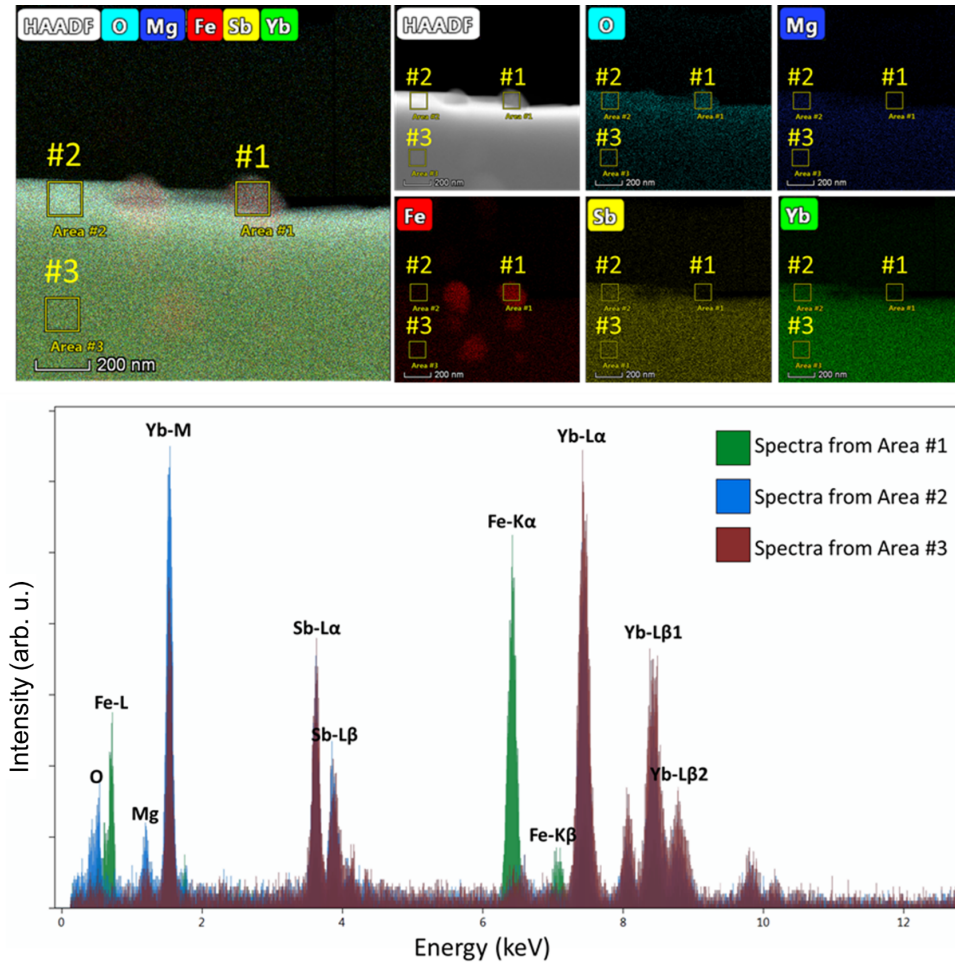 HAADF O Mg Fe Sb Yb
#2
#1
Area #2
Area #1
#3
Area #3
200 nm
HAADF
#2
#1
Area #2
Area #1
#3
Area #3
200 nm
O
#2
#1
Area #2
Area #1
#3
Area #3
200 nm
Mg
#2
#1
Area #2
Area #1
#3
Area #3
200 nm
Fe
#2
#1
Area #2
Area #1
#3
Area #3
200 nm
Sb
#2
#1
Area #2
Area #1
#3
Area #3
200 nm
Yb
#2
#1
Area #2
Area #1
#3
Area #3
200 nm
Intensity (arb. u.)
O
Fe-L
Mg
Yb-M
Sb-Lα
Sb-Lβ
Fe-Kα
Fe-Kβ
Yb-Lα
Yb-Lβ1
Yb-Lβ2
Spectra from Area #1
Spectra from Area #2
Spectra from Area #3
0 2 4 6 8 10 12
Energy (keV)